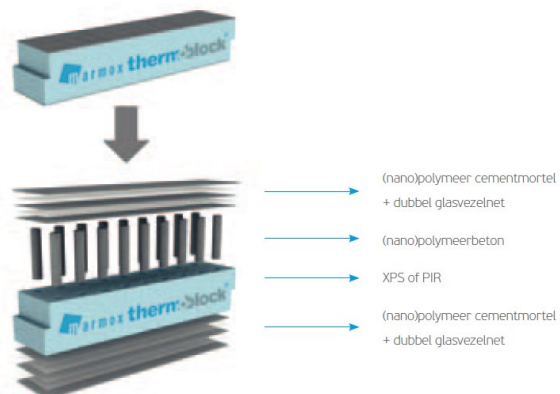 marmox thermoblock®
(nano)polymeer cementmortel
+ dubbel glasvezelnet
(nano)polymeerbeton
XPS of PIR
marmox thermoblock®
(nano)polymeer cementmortel
+ dubbel glasvezelnet